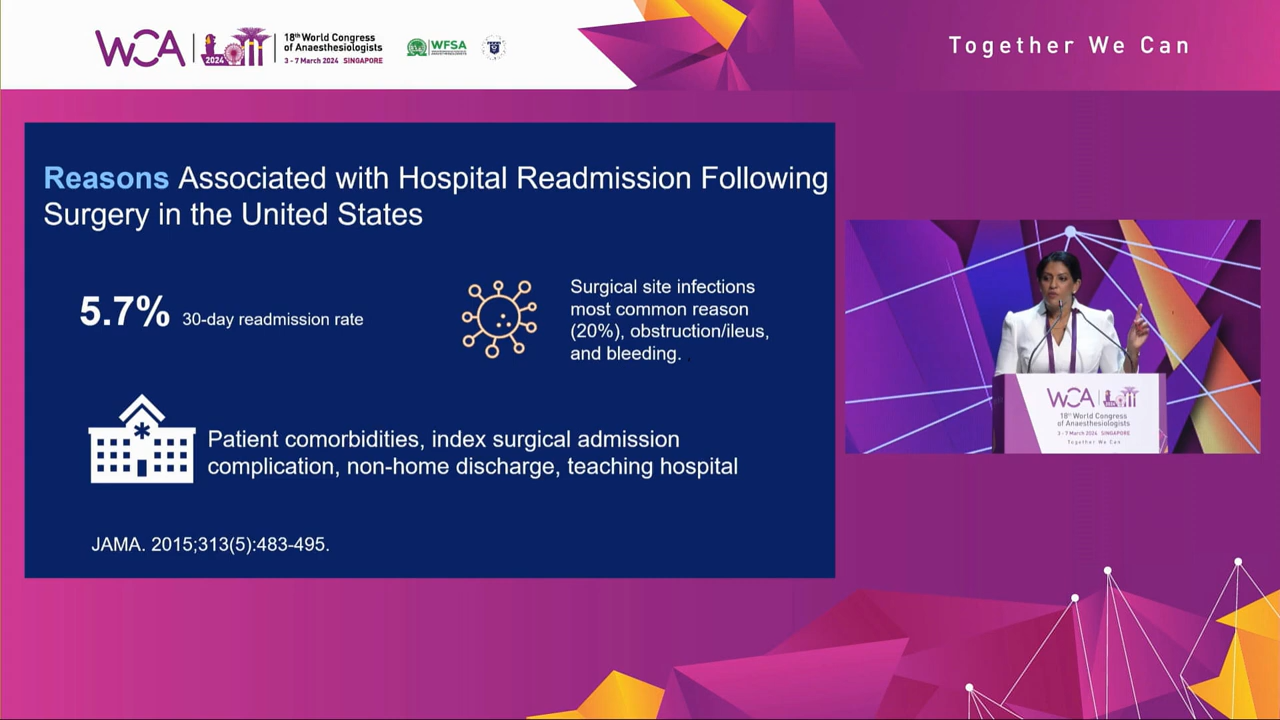 WCA
2024
18th World Congress
of Anaesthesiologists
3 - 7 March 2024 SINGAPORE
WFSA
Together We Can
Reasons Associated with Hospital Readmission Following
Surgery in the United States
5.7% 30-day readmission rate
Surgical site infections
most common reason
(20%), obstruction/ileus,
and bleeding.
Patient comorbidities, index surgical admission
complication, non-home discharge, teaching hospital
JAMA. 2015;313(5):483-495.
WCA
18th World Congress
of Anaesthesiologists
3 - 7 March 2024 SINGAPORE
Together We Can